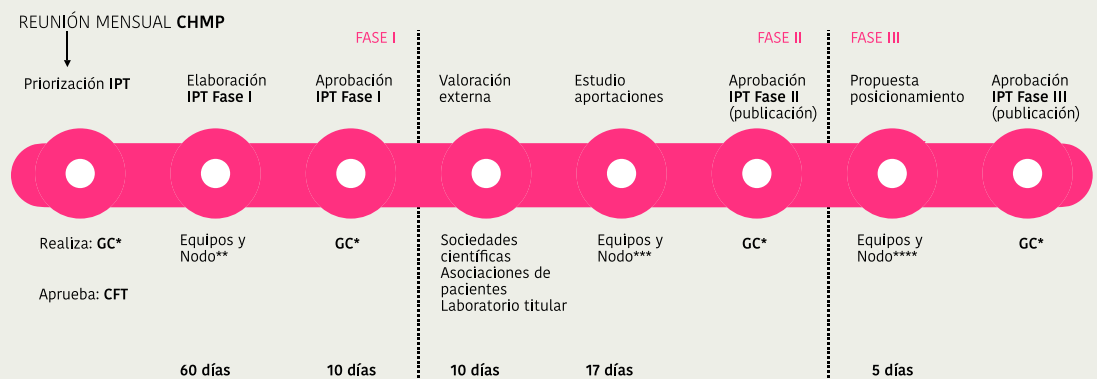 REUNIÓN MENSUAL CHMP
FASE I
FASE II
FASE III
Priorización IPT
Elaboración
IPT Fase I
Aprobación
IPT Fase I
Valoración
externa
Estudio
aportaciones
Aprobación
IPT Fase II
(publicación)
Propuesta
posicionamiento
Aprobación
IPT Fase III
(publicación)
Realiza: GC*
Aprueba: CFT
Equipos y
Nodo**
GC*
Sociedades
científicas
Asociaciones de
pacientes
Laboratorio titular
Equipos y
Nodo***
GC*
Equipos y
Nodo****
GC*
60 días
10 días
10 días
17 días
5 días